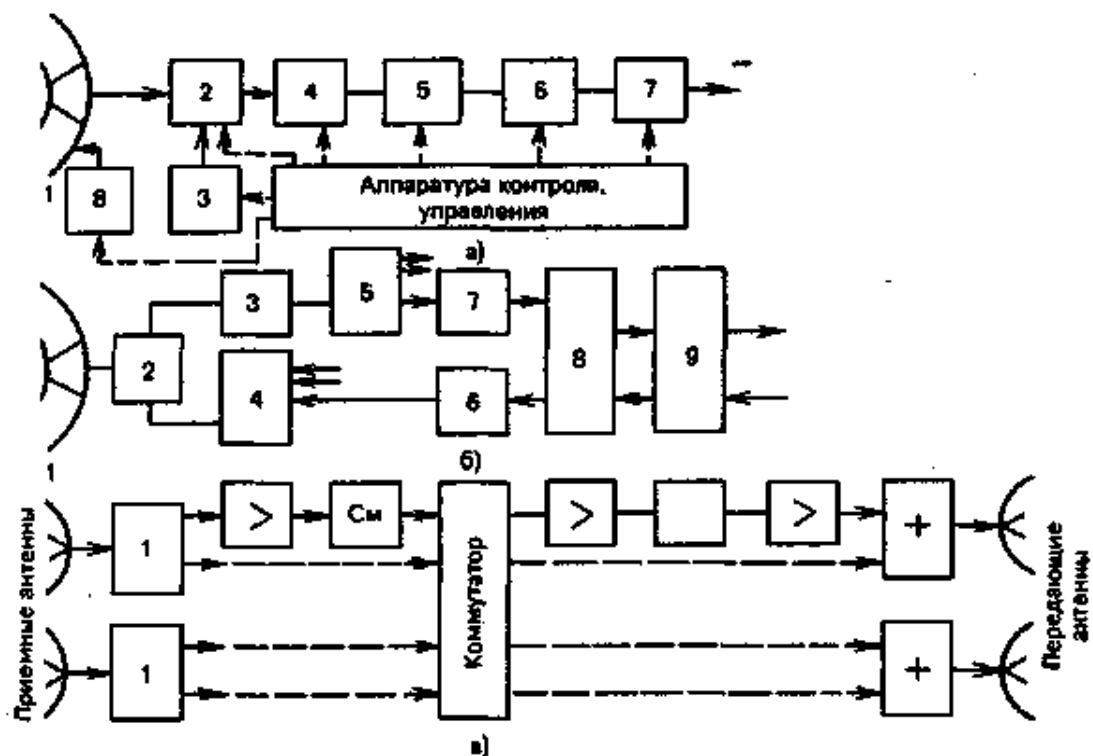 2 4 5 6 7
1 8 3 Аппаратура контроля,
управления
а)
3 5 7
2 8 9
4 6
1
б)
Приемные антенны
1 > См > > +
Коммутатор
1 +
Передающие
антенны
в)